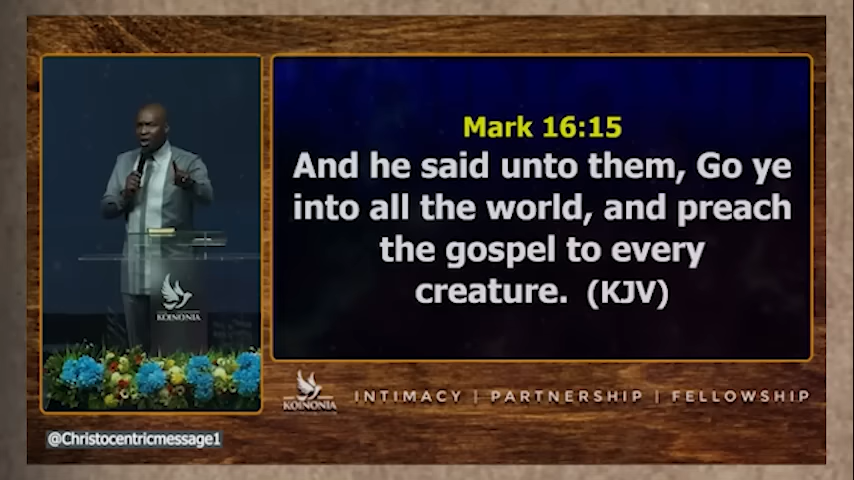 Mark 16:15
And he said unto them, Go ye
into all the world, and preach
the gospel to every
creature. (KJV)
KOINONIA
KOINONIA
INTIMACY | PARTNERSHIP | FELLOWSHIP
@Christocentricmessage1